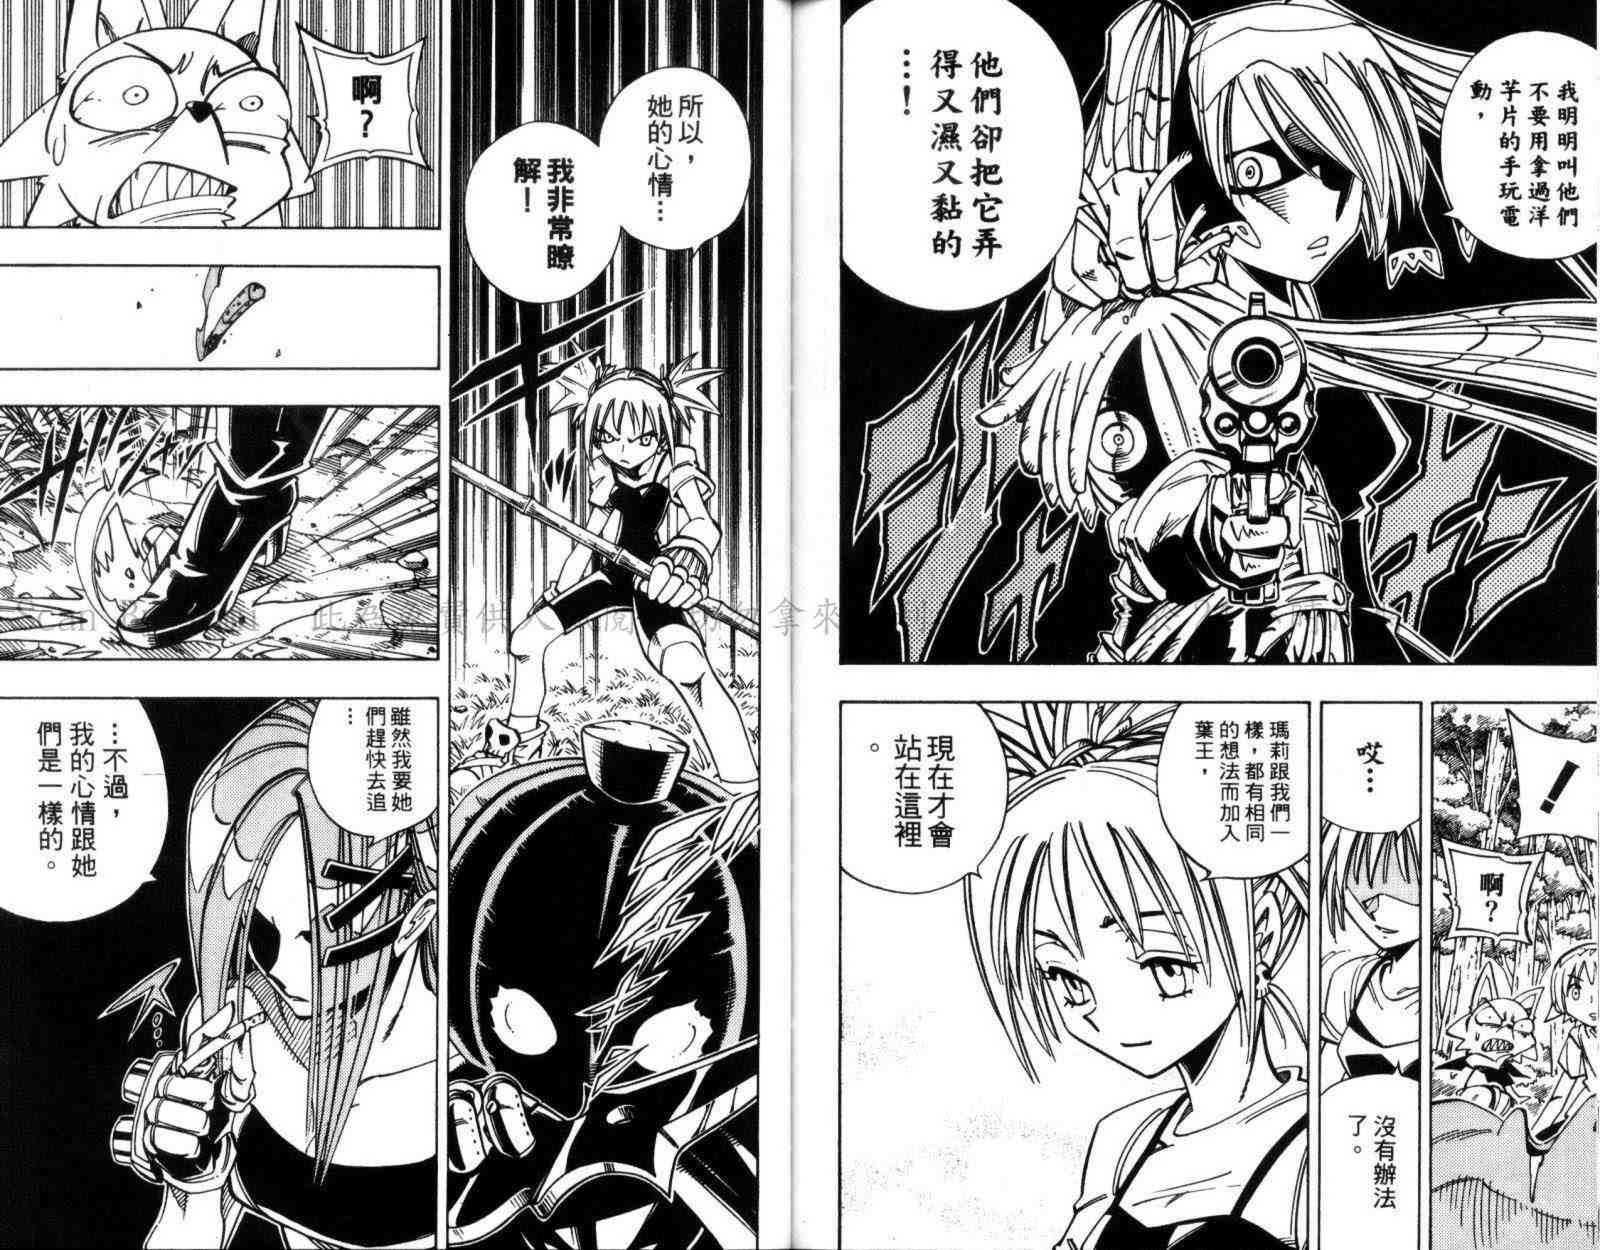 我明明叫他們
不要用拿過洋
芋片的手玩電
動，
他們卻把它弄
得又濕又黏的
…！
！
啊？
哎…
沒有辦法
了。
瑪莉跟我們一
樣，都有相同
的想法而加入
葉王，
現在才會
站在這裡
。
所以，
她的心情…
我非常瞭
解！
啊？
雖然我要她
們趕快去追
…
…不過，
我的心情跟她
們是一樣的。